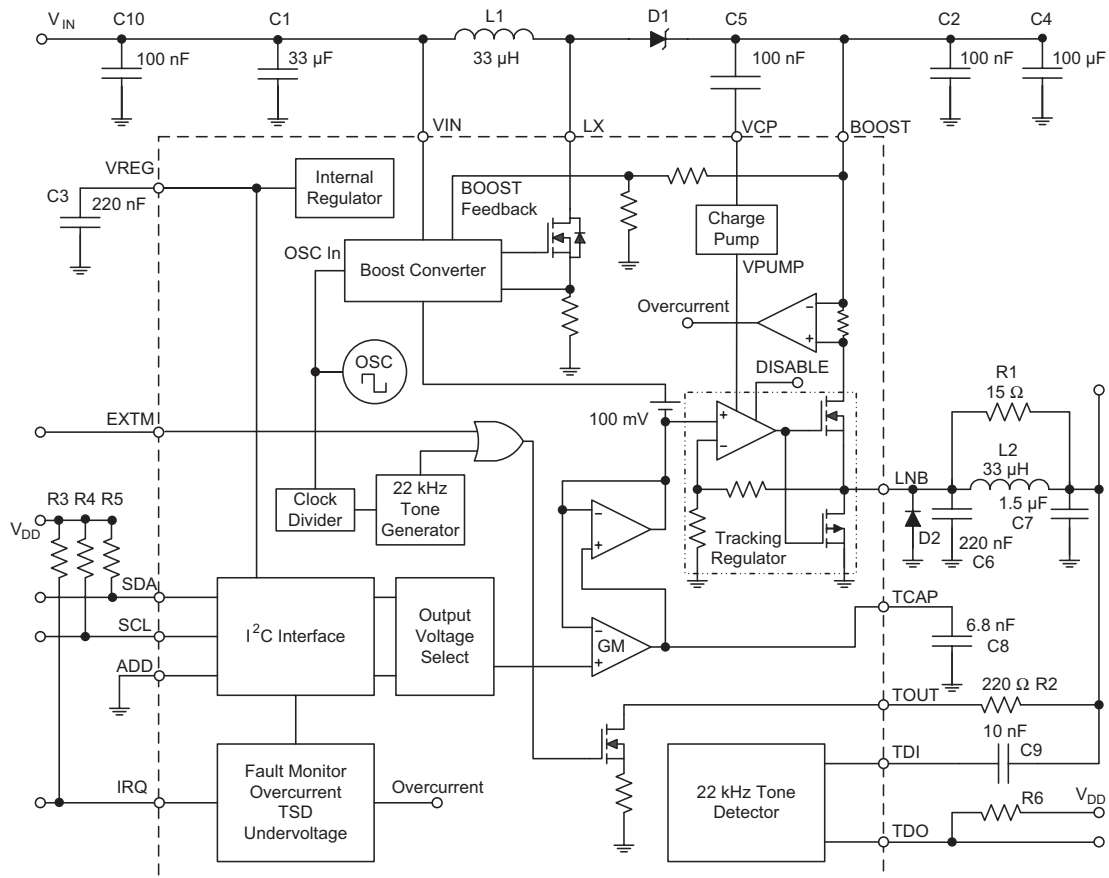 V_IN
C10
C1
L1
D1
C5
C2
C4
100 nF
33 µF
33 µH
100 nF
100 nF
100 µF
VIN
LX
VCP
BOOST
VREG
C3
220 nF
Internal
Regulator
BOOST
Feedback
Charge
Pump
OSC In
Boost Converter
VPUMP
Overcurrent
-
+
OSC
DISABLE
R1
15 Ω
100 mV
+
-
EXTM
L2
33 µH
LNB
1.5 µF
C7
R3 R4 R5
Clock
Divider
22 kHz
Tone
Generator
-
+
D2
220 nF
C6
V_DD
Tracking
Regulator
SDA
TCAP
I²C Interface
Output
Voltage
Select
-
GM
+
6.8 nF
C8
SCL
ADD
TOUT
220 Ω R2
10 nF
C9
TDI
IRQ
Fault Monitor
Overcurrent
TSD
Undervoltage
Overcurrent
22 kHz Tone
Detector
R6
V_DD
TDO